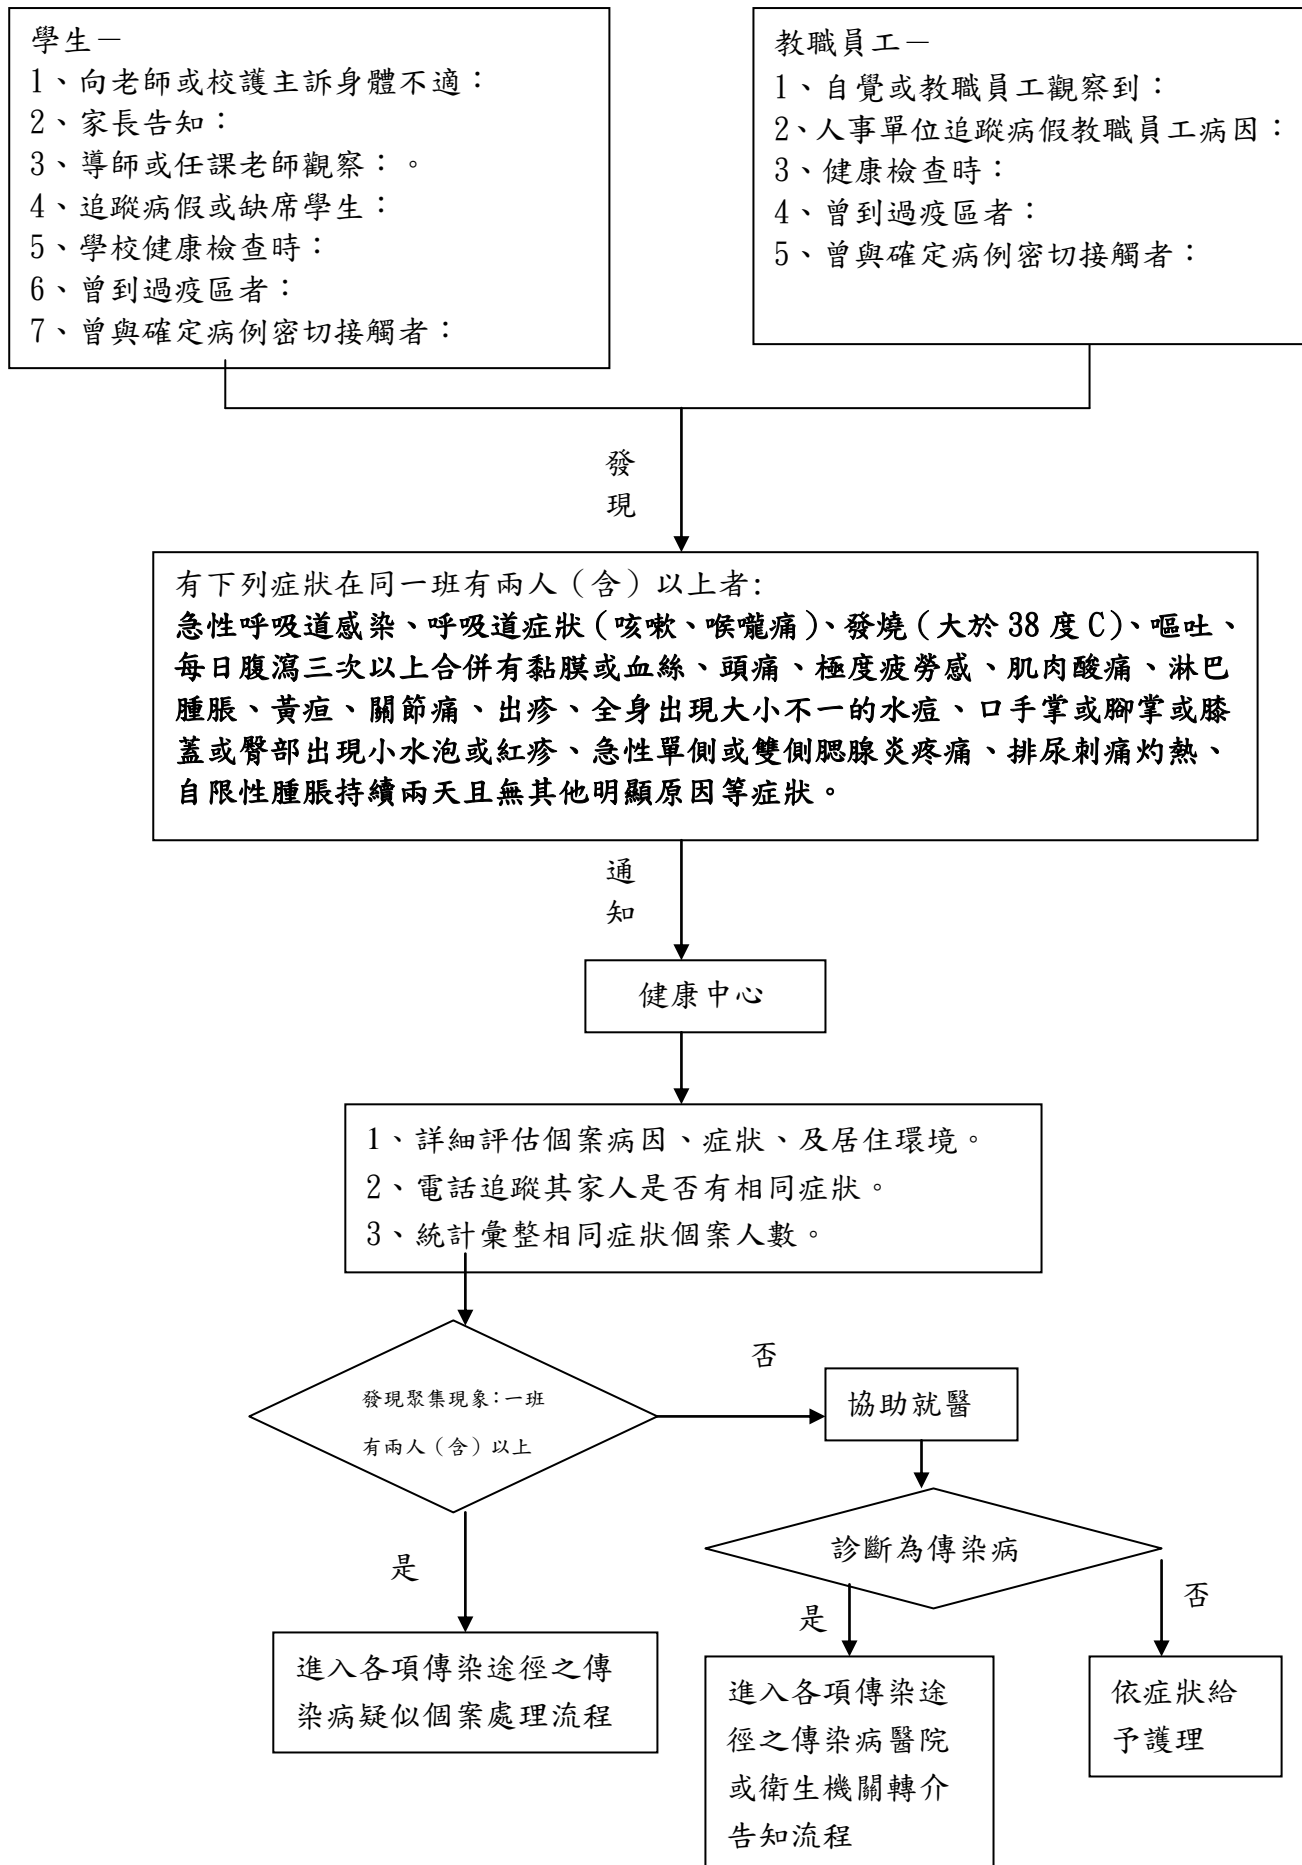 學生－
1、向老師或校護主訴身體不適：
2、家長告知：
3、導師或任課老師觀察：。
4、追蹤病假或缺席學生：
5、學校健康檢查時：
6、曾到過疫區者：
7、曾與確定病例密切接觸者：
教職員工－
1、自覺或教職員工觀察到：
2、人事單位追蹤病假教職員工病因：
3、健康檢查時：
4、曾到過疫區者：
5、曾與確定病例密切接觸者：
發
現
有下列症狀在同一班有兩人（含）以上者:
急性呼吸道感染、呼吸道症狀（咳嗽、喉嚨痛）、發燒（大於 38 度 C）、嘔吐、
每日腹瀉三次以上合併有黏膜或血絲、頭痛、極度疲勞感、肌肉酸痛、淋巴
腫脹、黃疸、關節痛、出疹、全身出現大小不一的水痘、口手掌或腳掌或膝
蓋或臀部出現小水泡或紅疹、急性單側或雙側腮腺炎疼痛、排尿刺痛灼熱、
自限性腫脹持續兩天且無其他明顯原因等症狀。
通
知
健康中心
1、詳細評估個案病因、症狀、及居住環境。
2、電話追蹤其家人是否有相同症狀。
3、統計彙整相同症狀個案人數。
發現聚集現象：一班
有兩人（含）以上
否
協助就醫
診斷為傳染病
是
否
是
進入各項傳染途徑之傳
染病疑似個案處理流程
進入各項傳染途
徑之傳染病醫院
或衛生機關轉介
告知流程
依症狀給
予護理